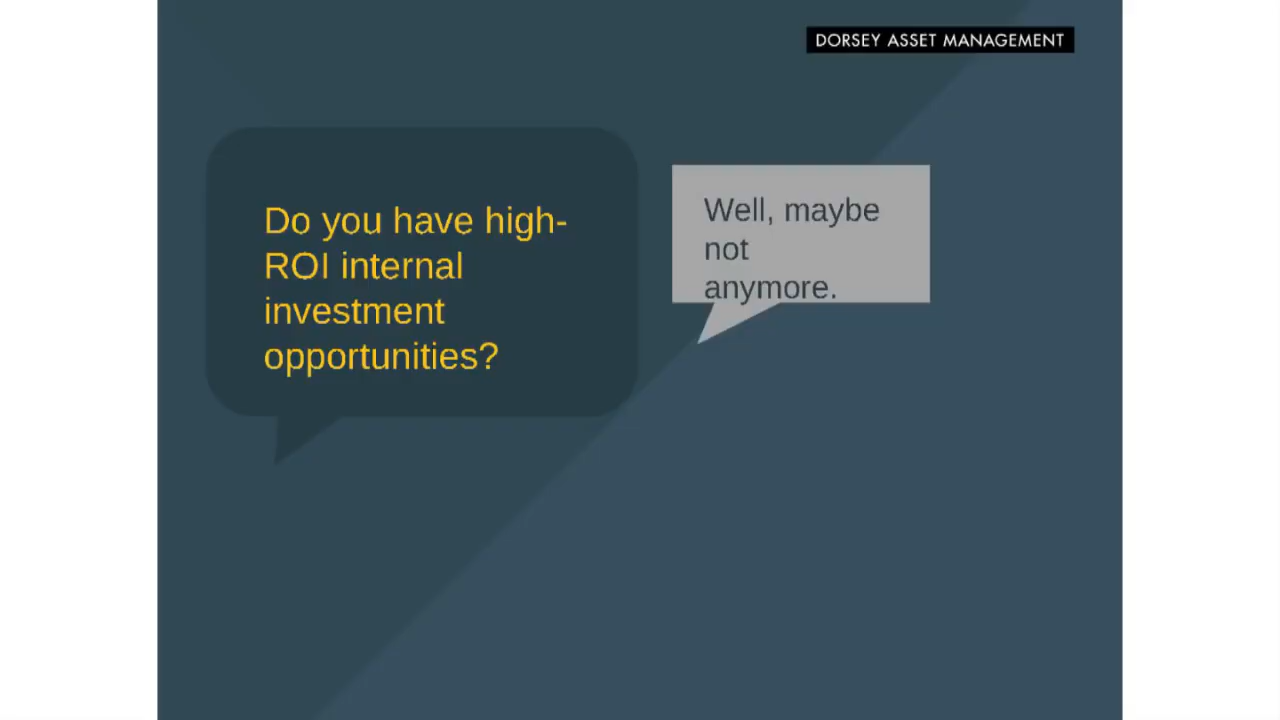 DORSEY ASSET MANAGEMENT
Do you have high-
ROI internal
investment
opportunities?
Well, maybe
not
anymore.